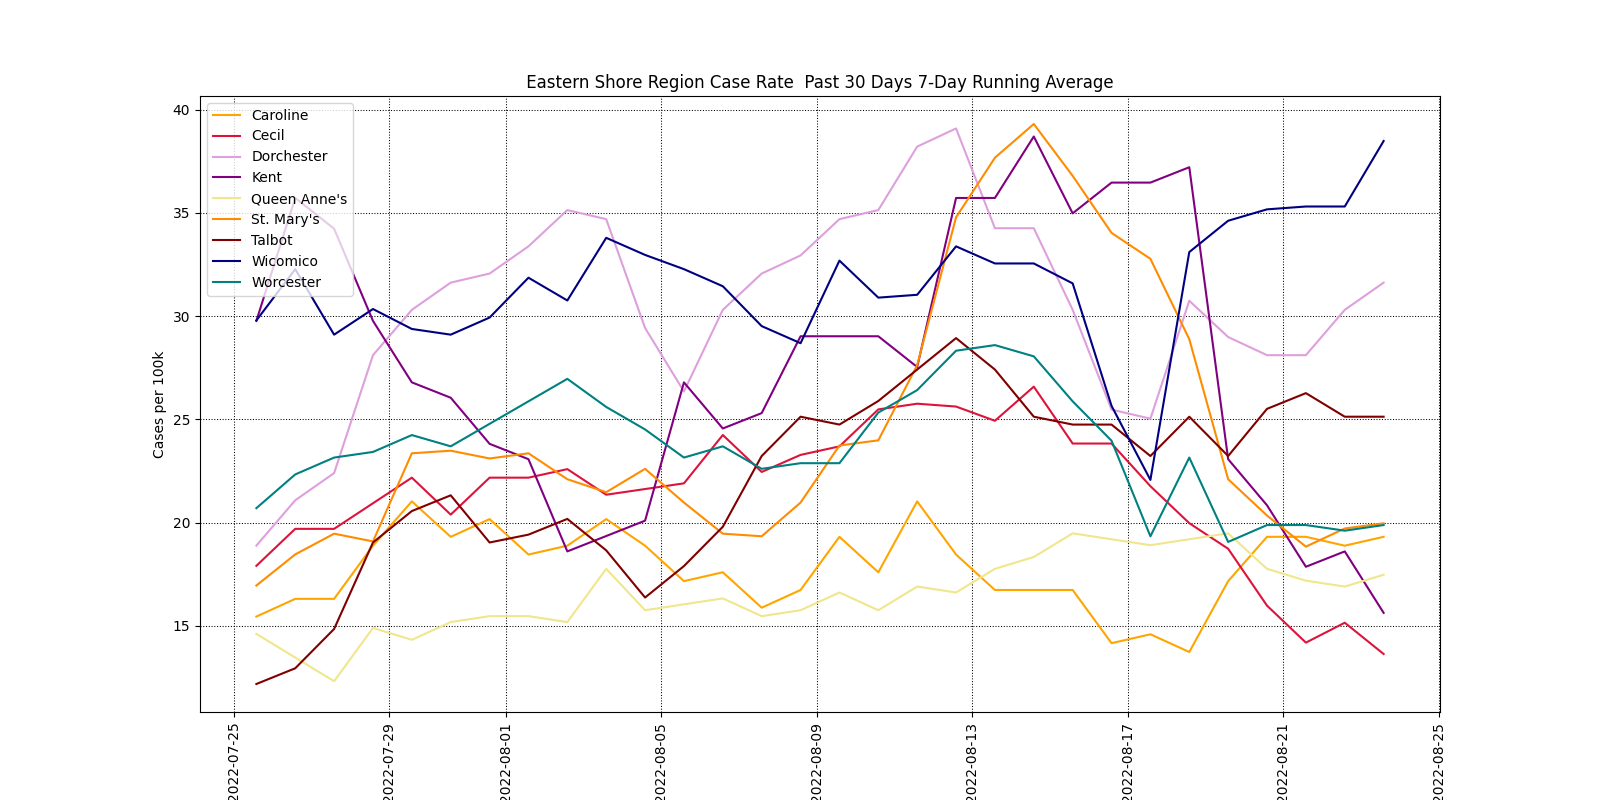 Eastern Shore Region Case Rate  Past 30 Days 7-Day Running Average
Cases per 100k
40
35
30
25
20
15
Caroline
Cecil
Dorchester
Kent
Queen Anne's
St. Mary's
Talbot
Wicomico
Worcester
2022-07-25
2022-07-29
2022-08-01
2022-08-05
2022-08-09
2022-08-13
2022-08-17
2022-08-21
2022-08-25